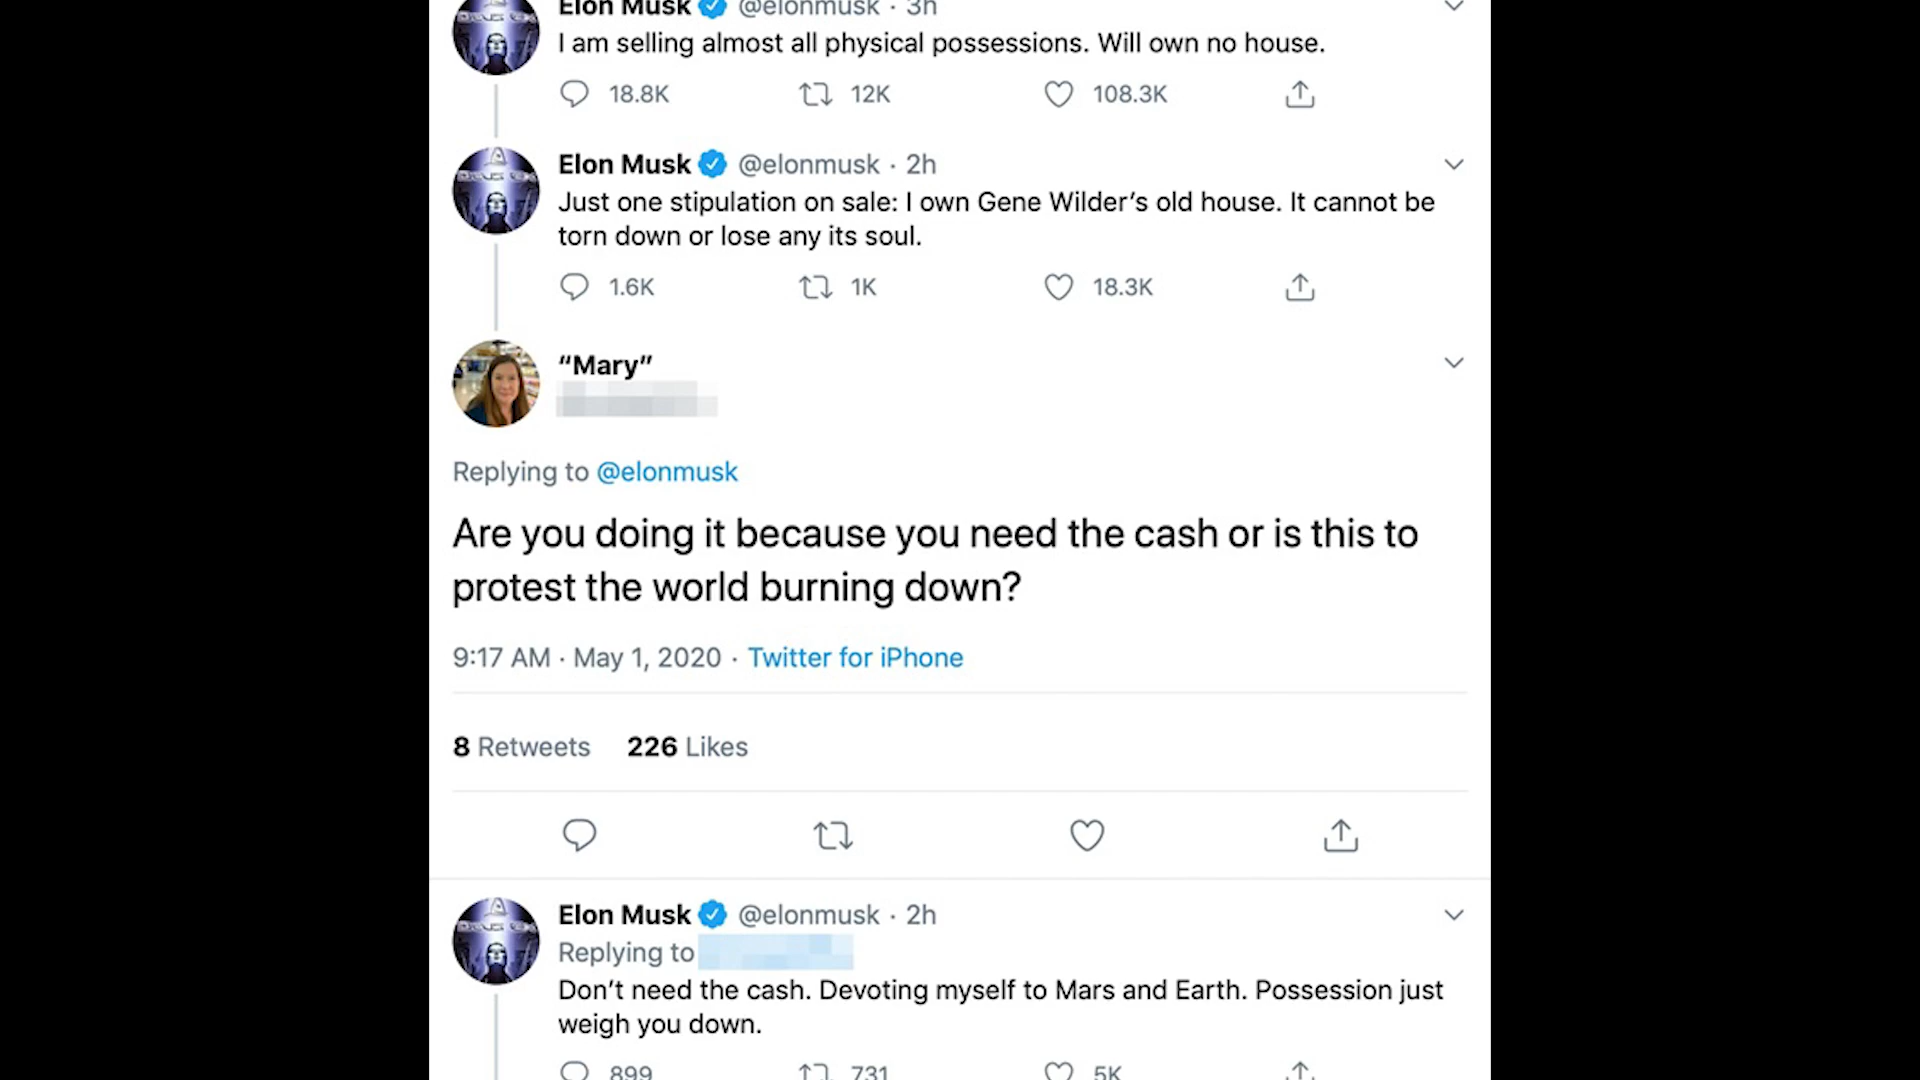 Elon Musk @elonmusk · 3h
I am selling almost all physical possessions. Will own no house.
18.8K 12K 108.3K
Elon Musk @elonmusk · 2h
Just one stipulation on sale: I own Gene Wilder’s old house. It cannot be
torn down or lose any its soul.
1.6K 1K 18.3K
“Mary”
Replying to @elonmusk
Are you doing it because you need the cash or is this to
protest the world burning down?
9:17 AM · May 1, 2020 · Twitter for iPhone
8 Retweets 226 Likes
Elon Musk @elonmusk · 2h
Replying to
Don’t need the cash. Devoting myself to Mars and Earth. Possession just
weigh you down.
899 731 5K